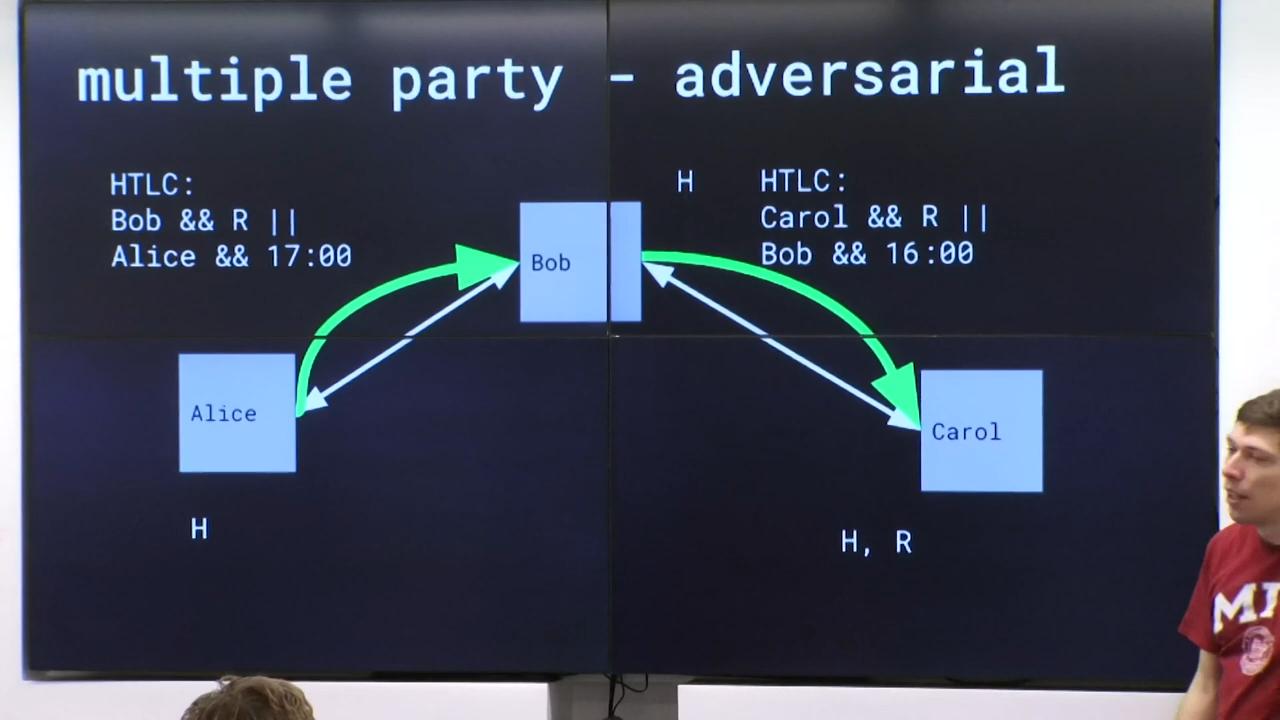 multiple party - adversarial
HTLC:
Bob && R ||
Alice && 17:00
H
HTLC:
Carol && R ||
Bob && 16:00
Bob
Alice
Carol
H
H, R